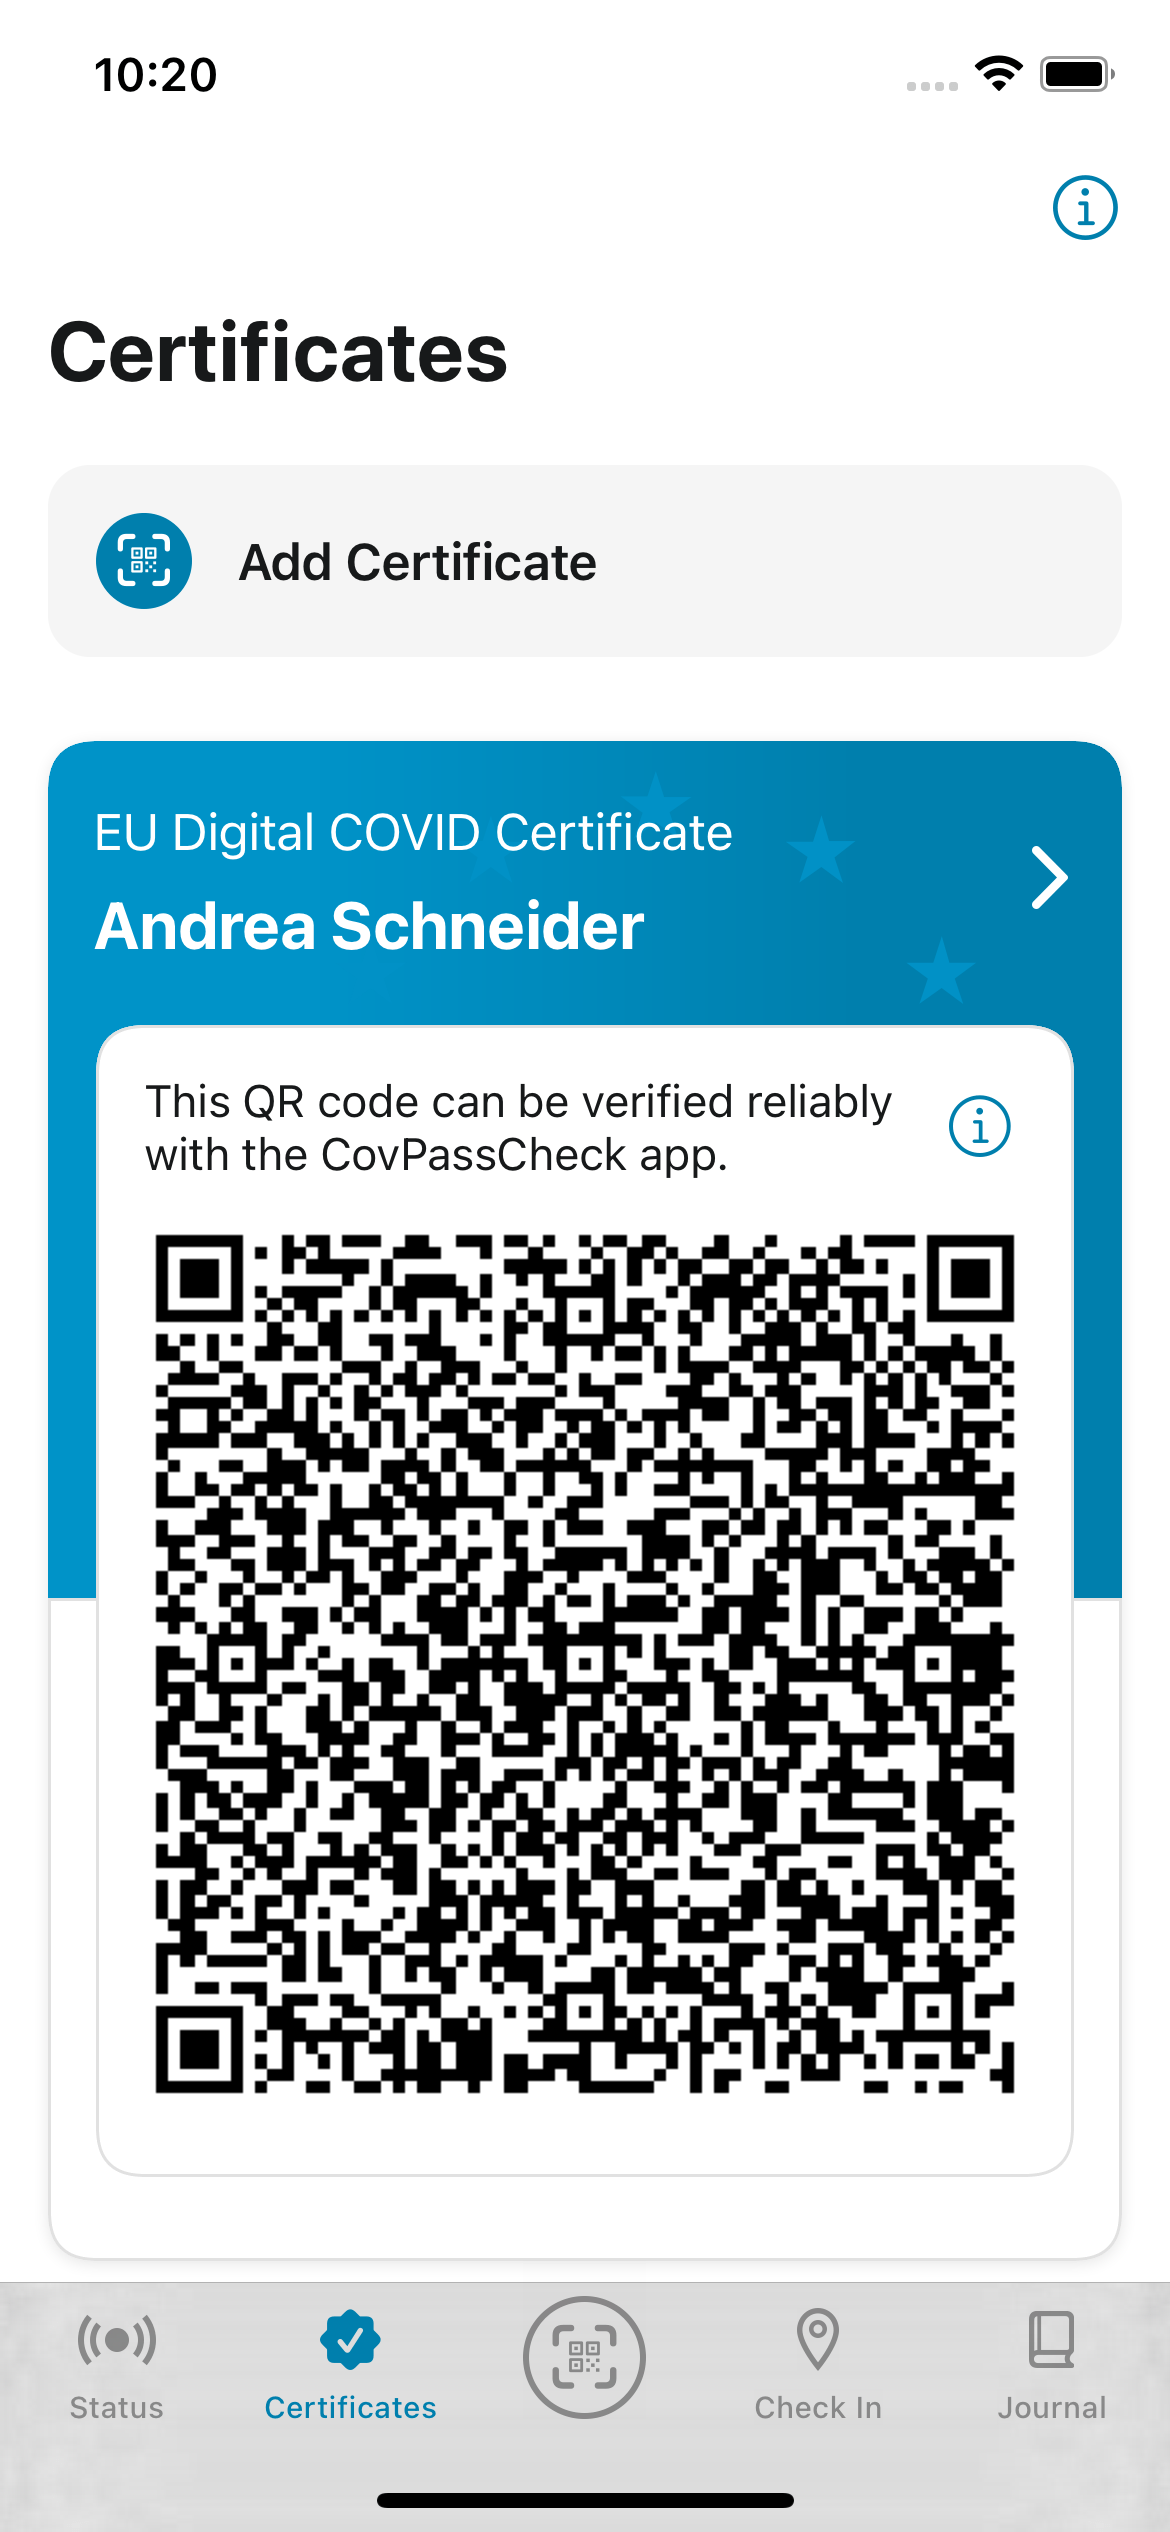 10:20
Certificates
Add Certificate
EU Digital COVID Certificate
Andrea Schneider
This QR code can be verified reliably
with the CovPassCheck app.
Status
Certificates
Check In
Journal